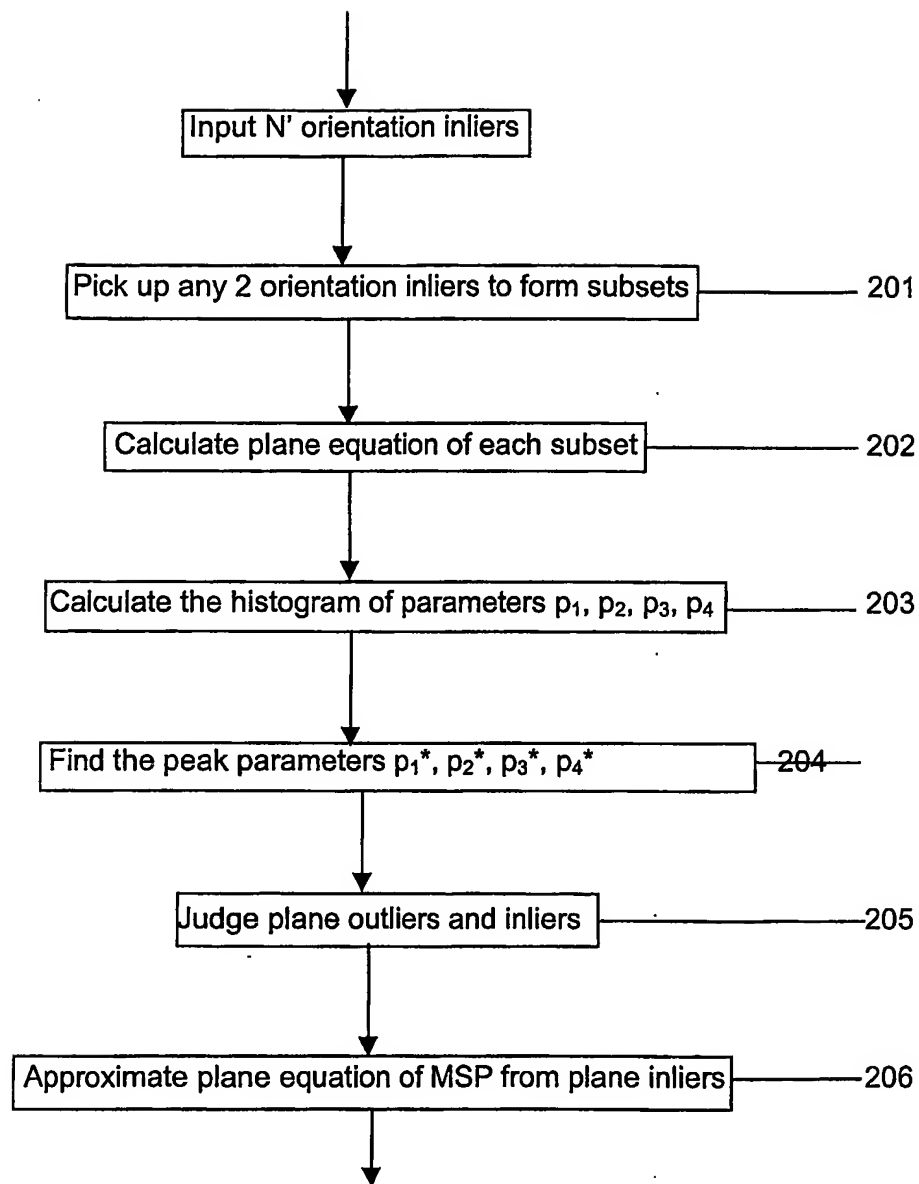 Input N' orientation inliers
Pick up any 2 orientation inliers to form subsets 201
Calculate plane equation of each subset 202
Calculate the histogram of parameters p₁, p₂, p₃, p₄ 203
Find the peak parameters p₁*, p₂*, p₃*, p₄* 204
Judge plane outliers and inliers 205
Approximate plane equation of MSP from plane inliers 206